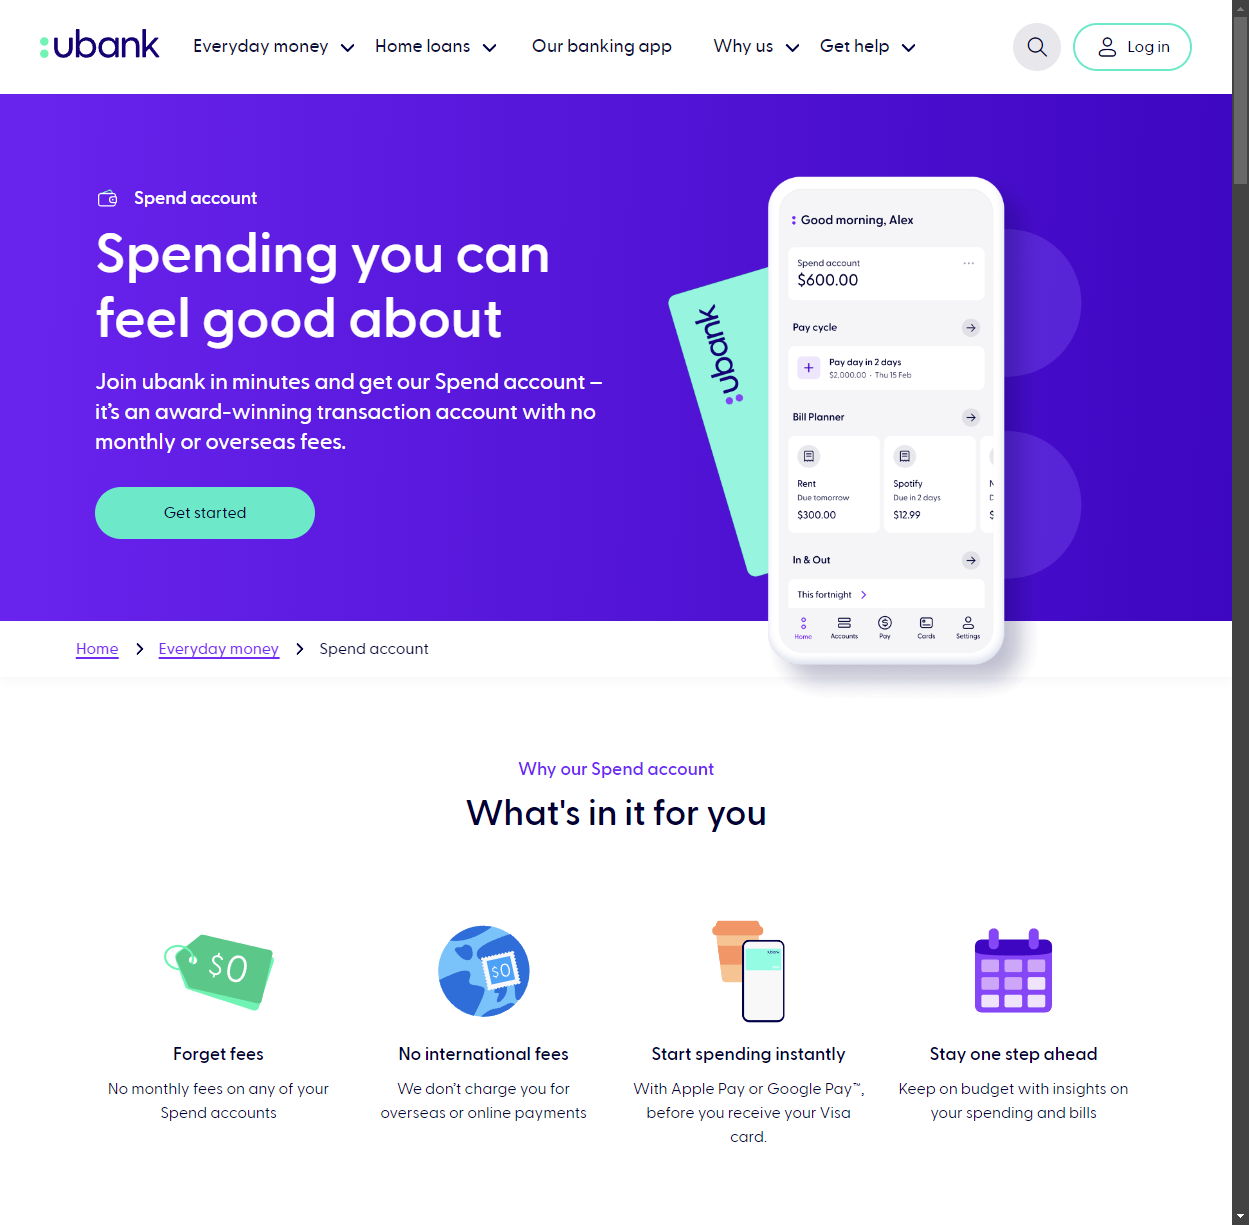 ubank
Everyday money
Home loans
Our banking app
Why us
Get help
Log in
Spend account
Spending you can
feel good about
Join ubank in minutes and get our Spend account –
it's an award-winning transaction account with no
monthly or overseas fees.
Get started
ubank
Good morning, Alex
Spend account
$600.00
Pay cycle
Pay day in 2 days
$2,000.00 · Thu 15 Feb
Bill Planner
Rent
Due tomorrow
$300.00
Spotify
Due in 2 days
$12.99
In & Out
This fortnight
Home
Accounts
Pay
Cards
Settings
Home
Everyday money
Spend account
Why our Spend account
What's in it for you
$0
$0
ubank
Forget fees
No monthly fees on any of your
Spend accounts
No international fees
We don't charge you for
overseas or online payments
Start spending instantly
With Apple Pay or Google Pay™,
before you receive your Visa
card.
Stay one step ahead
Keep on budget with insights on
your spending and bills